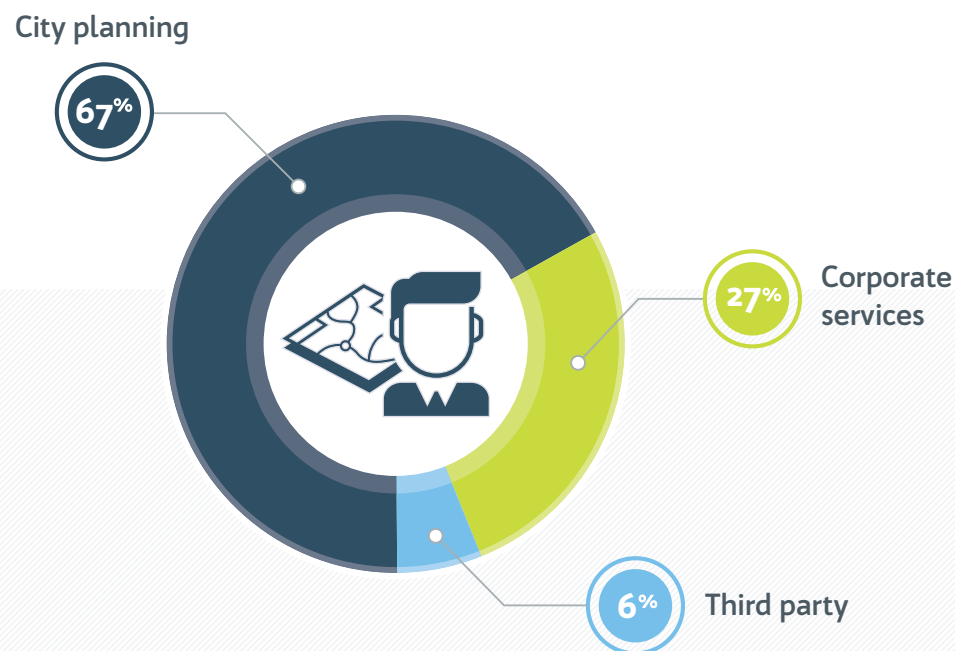 City planning
67%
27%
Corporate
services
6%
Third party